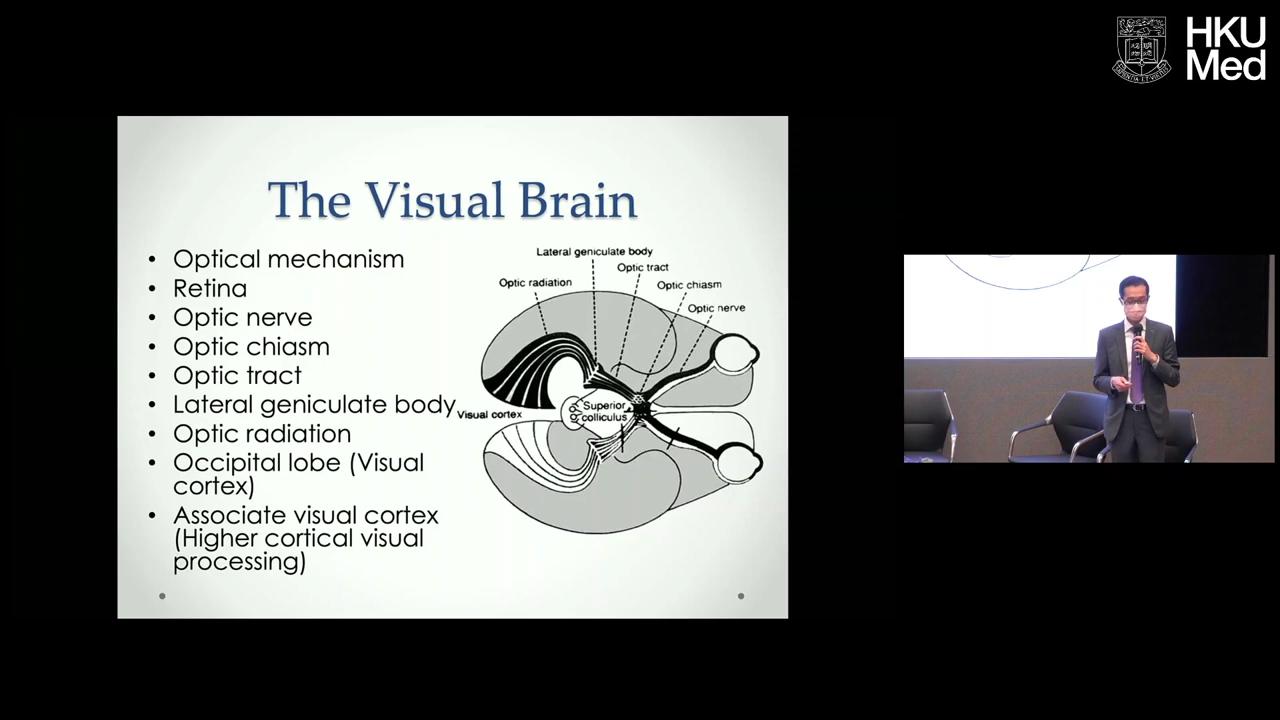 HKU
Med
The Visual Brain
• Optical mechanism
• Retina
• Optic nerve
• Optic chiasm
• Optic tract
• Lateral geniculate body
• Optic radiation
• Occipital lobe (Visual
cortex)
• Associate visual cortex
(Higher cortical visual
processing)
Lateral geniculate body
Optic tract
Optic radiation
Optic chiasm
Optic nerve
Superior
colliculus
Visual cortex